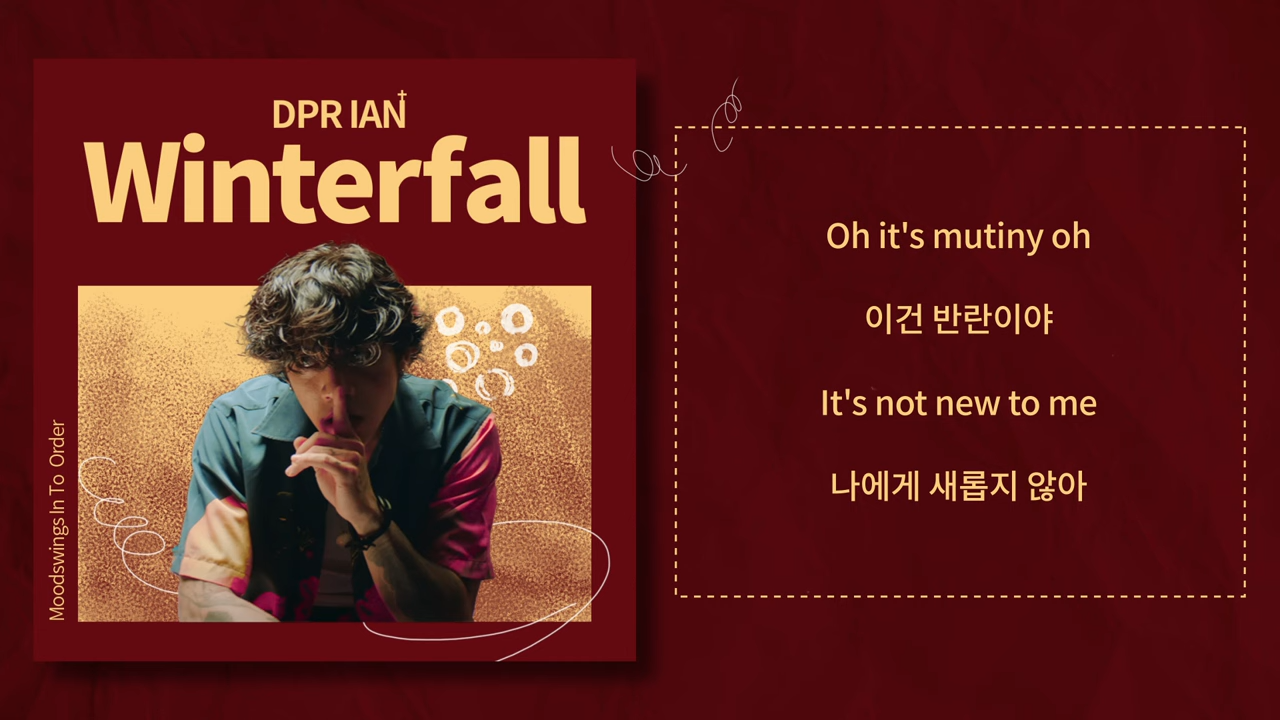 DPR IAN
Winterfall
Moodswings In To Order
Oh it's mutiny oh
이건 반란이야
It's not new to me
나에게 새롭지 않아